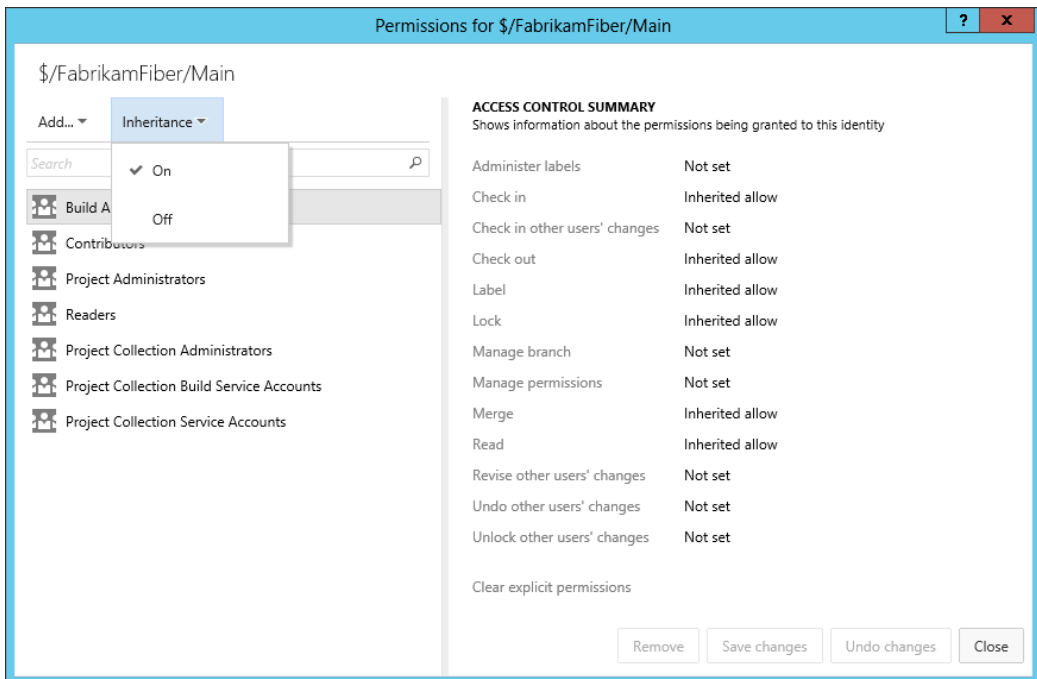 Permissions for $/FabrikamFiber/Main
? x
$/FabrikamFiber/Main
Add... Inheritance
Search
On
Off
Build A
Contributors
Project Administrators
Readers
Project Collection Administrators
Project Collection Build Service Accounts
Project Collection Service Accounts
ACCESS CONTROL SUMMARY
Shows information about the permissions being granted to this identity
Administer labels Not set
Check in Inherited allow
Check in other users' changes Not set
Check out Inherited allow
Label Inherited allow
Lock Inherited allow
Manage branch Not set
Manage permissions Not set
Merge Inherited allow
Read Inherited allow
Revise other users' changes Not set
Undo other users' changes Not set
Unlock other users' changes Not set
Clear explicit permissions
Remove Save changes Undo changes Close